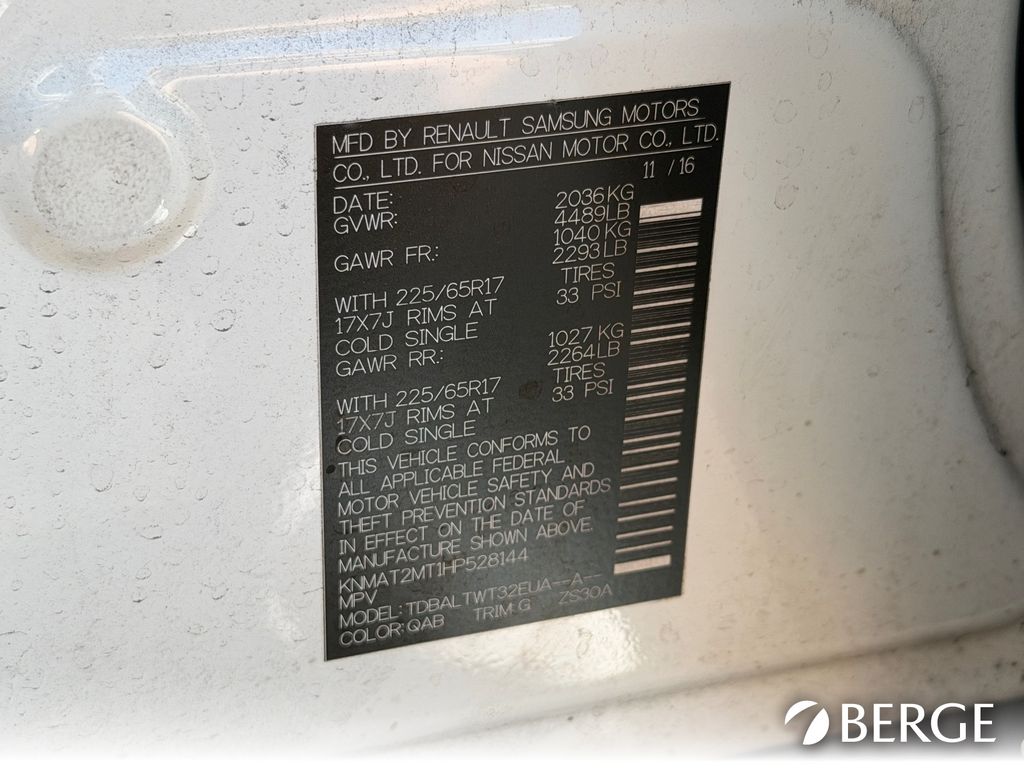 MFD BY RENAULT SAMSUNG MOTORS
CO., LTD. FOR NISSAN MOTOR CO., LTD.
DATE: 11 / 16
GVWR: 2036 KG
4489 LB
GAWR FR.: 1040 KG
2293 LB
WITH 225/65R17 TIRES
17X7J RIMS AT 33 PSI
COLD SINGLE
GAWR RR.: 1027 KG
2264 LB
WITH 225/65R17 TIRES
17X7J RIMS AT 33 PSI
COLD SINGLE
THIS VEHICLE CONFORMS TO
ALL APPLICABLE FEDERAL
MOTOR VEHICLE SAFETY AND
THEFT PREVENTION STANDARDS
IN EFFECT ON THE DATE OF
MANUFACTURE SHOWN ABOVE.
KNMAT2MT1HP528144
MPV
MODEL: TDBALTWT32EUA--A--
COLOR: QAB TRIM: G ZS30A
BERGE